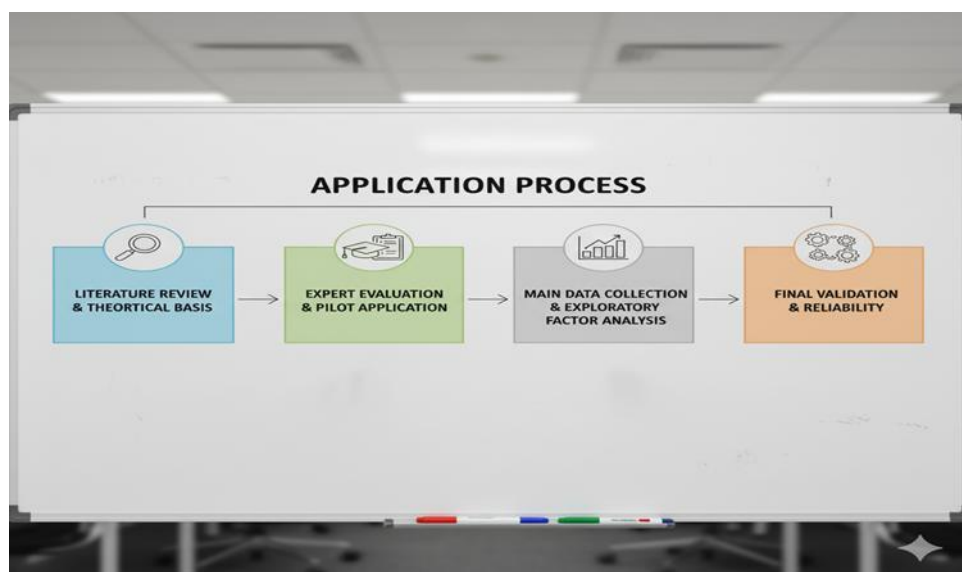 APPLICATION PROCESS
LITERATURE REVIEW
& THEORTICAL BASIS
EXPERT EVALUATION
& PILOT APPLICATION
MAIN DATA COLLECTION
& EXPLORATORY
FACTOR ANALYSIS
FINAL VALIDATION
& RELIABILITY